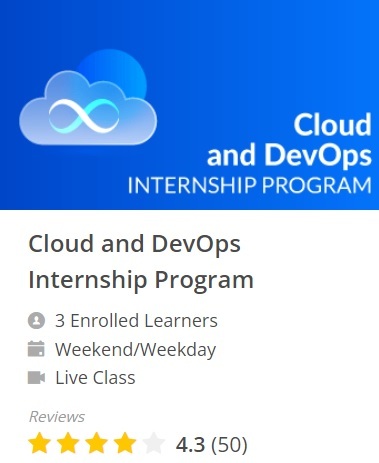 Cloud
and DevOps
INTERNSHIP PROGRAM
Cloud and DevOps
Internship Program
3 Enrolled Learners
Weekend/Weekday
Live Class
Reviews
4.3 (50)